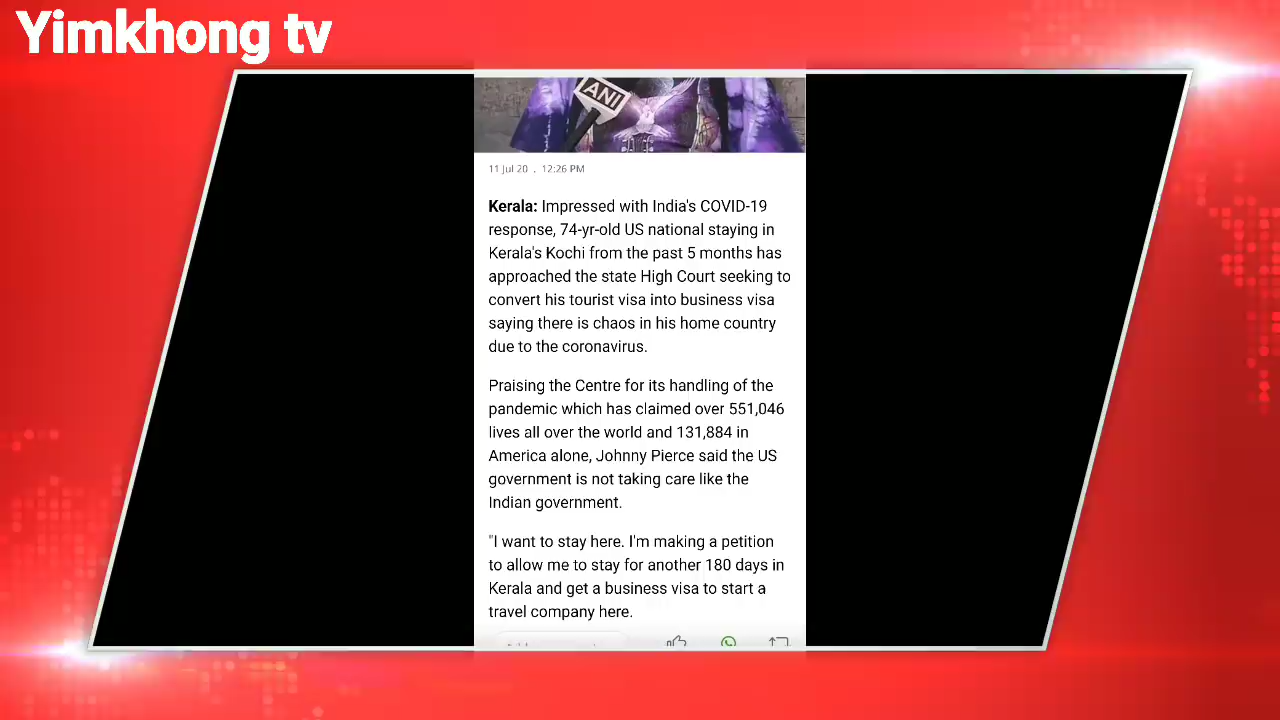 Yimkhong tv
ANI
11 Jul 20 , 12:26 PM
Kerala: Impressed with India's COVID-19
response, 74-yr-old US national staying in
Kerala's Kochi from the past 5 months has
approached the state High Court seeking to
convert his tourist visa into business visa
saying there is chaos in his home country
due to the coronavirus.
Praising the Centre for its handling of the
pandemic which has claimed over 551,046
lives all over the world and 131,884 in
America alone, Johnny Pierce said the US
government is not taking care like the
Indian government.
"I want to stay here. I'm making a petition
to allow me to stay for another 180 days in
Kerala and get a business visa to start a
travel company here.